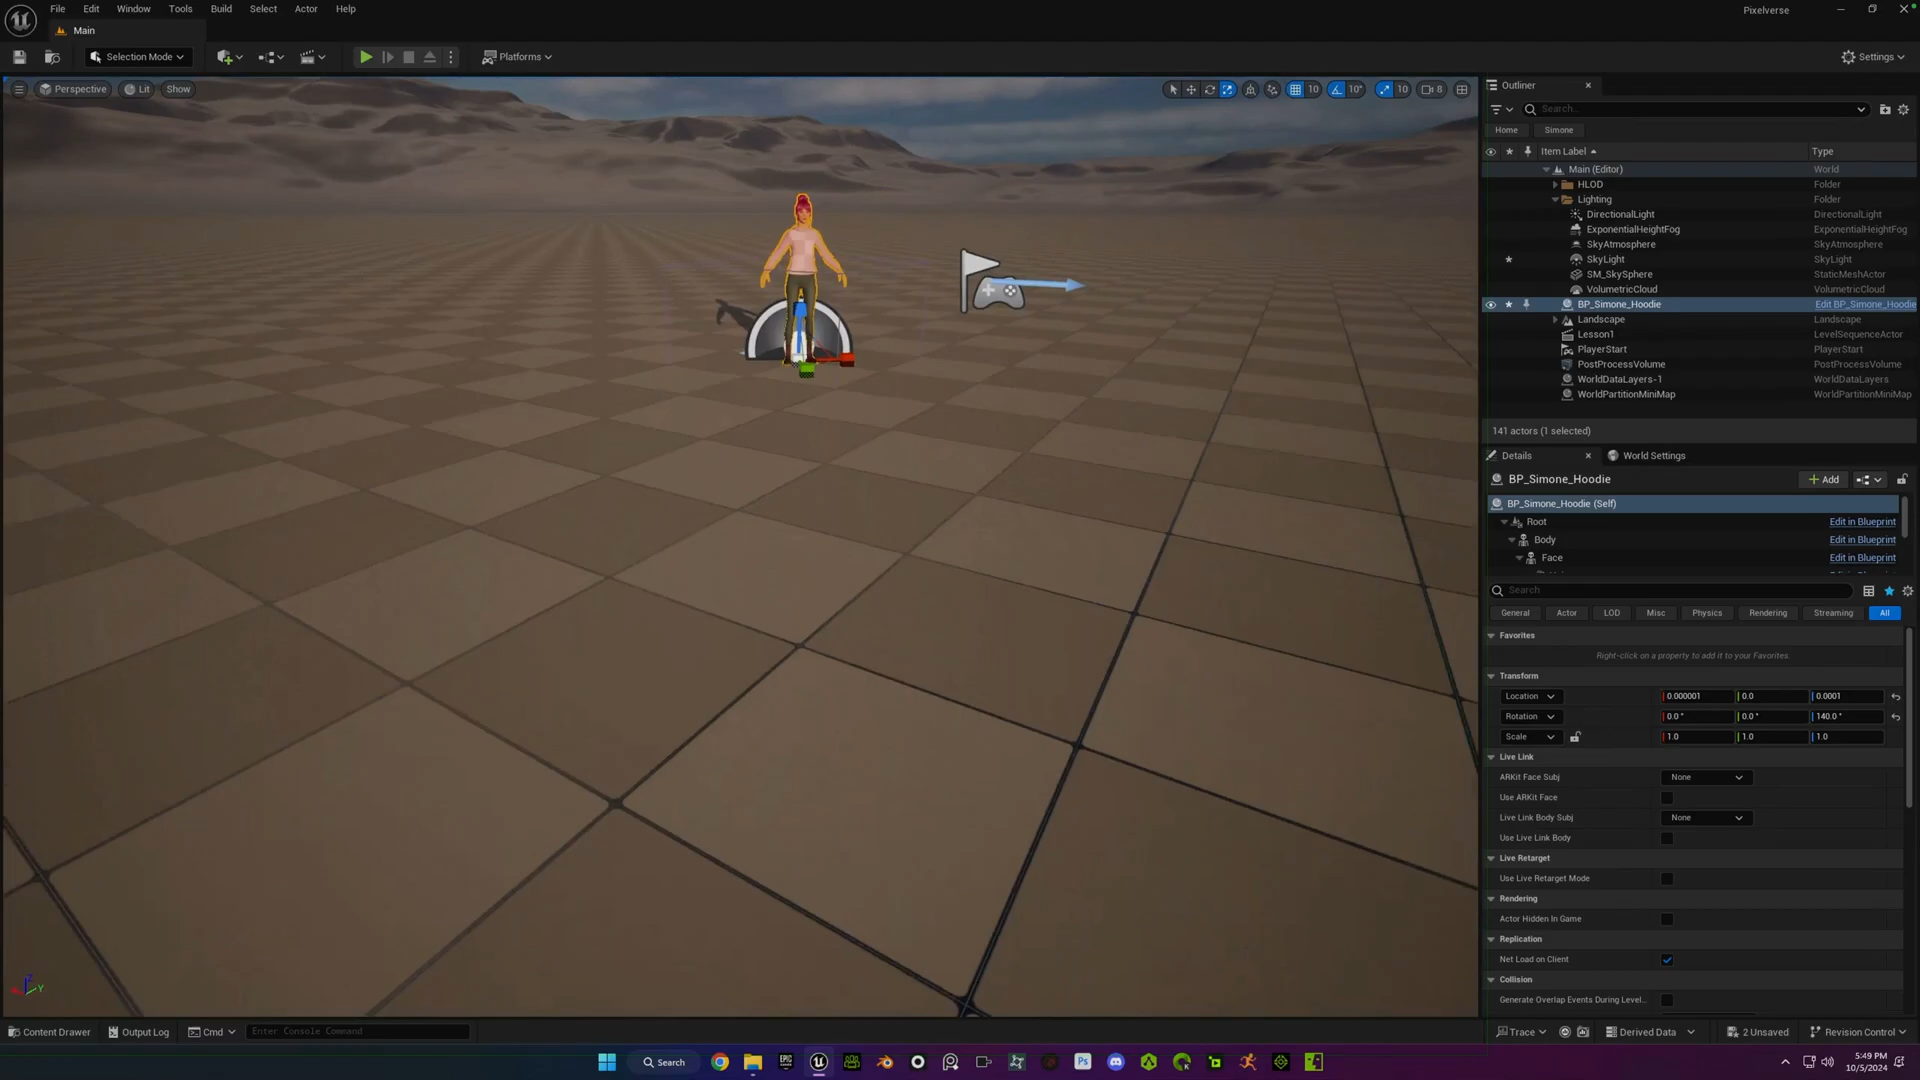 File Edit Window Tools Build Select Actor Help
Pixelverse
Main
Selection Mode
Platforms
Settings
Perspective Lit Show
10 10° 10 8
Outliner
Search...
Home Simone
Item Label Type
Main (Editor) World
HLOD Folder
Lighting Folder
DirectionalLight DirectionalLight
ExponentialHeightFog ExponentialHeightFog
SkyAtmosphere SkyAtmosphere
SkyLight SkyLight
SM_SkySphere StaticMeshActor
VolumetricCloud VolumetricCloud
BP_Simone_Hoodie Edit BP_Simone_Hoodie
Landscape Landscape
Lesson1 LevelSequenceActor
PlayerStart PlayerStart
PostProcessVolume PostProcessVolume
WorldDataLayers-1 WorldDataLayers
WorldPartitionMiniMap WorldPartitionMiniMap
141 actors (1 selected)
Details World Settings
BP_Simone_Hoodie Add
BP_Simone_Hoodie (Self)
Root Edit in Blueprint
Body Edit in Blueprint
Face Edit in Blueprint
Search
General Actor LOD Misc Physics Rendering Streaming All
Favorites
Right-click on a property to add it to your Favorites.
Transform
Location 0.000001 0.0 0.0001
Rotation 0.0° 0.0° 140.0°
Scale 1.0 1.0 1.0
Live Link
ARKit Face Subj None
Use ARKit Face
Live Link Body Subj None
Use Live Link Body
Live Retarget
Use Live Retarget Mode
Rendering
Actor Hidden In Game
Replication
Net Load on Client
Collision
Generate Overlap Events During Level...
Z
Y
Content Drawer Output Log Cmd Enter Console Command
Trace Derived Data 2 Unsaved Revision Control
Search
EPIC
Ps
K
5:49 PM
10/5/2024